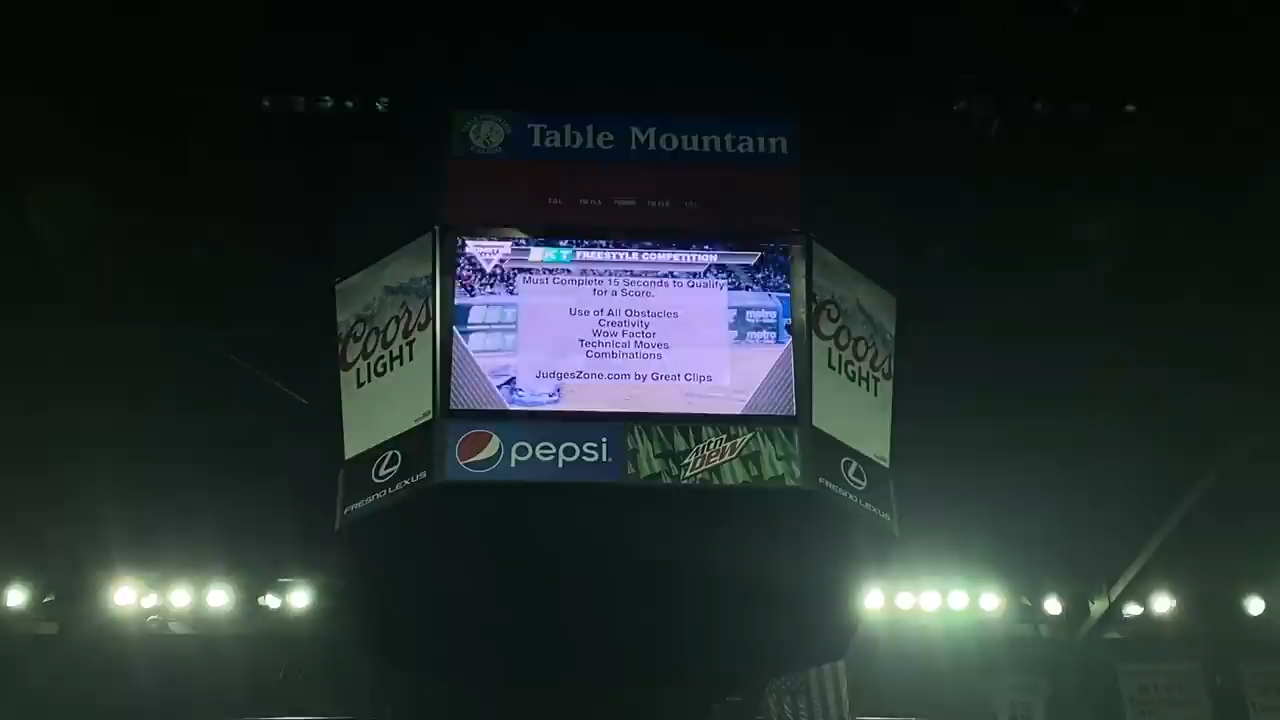 Table Mountain
FREESTYLE COMPETITION
Must Complete 15 Seconds to Qualify
for a Score.
Use of All Obstacles
Creativity
Wow Factor
Technical Moves
Combinations
JudgesZone.com by Great Clips
metro
metro
Coors
LIGHT
Coors
LIGHT
pepsi
mtn
DEW
FRESNO LEXUS
FRESNO LEXUS